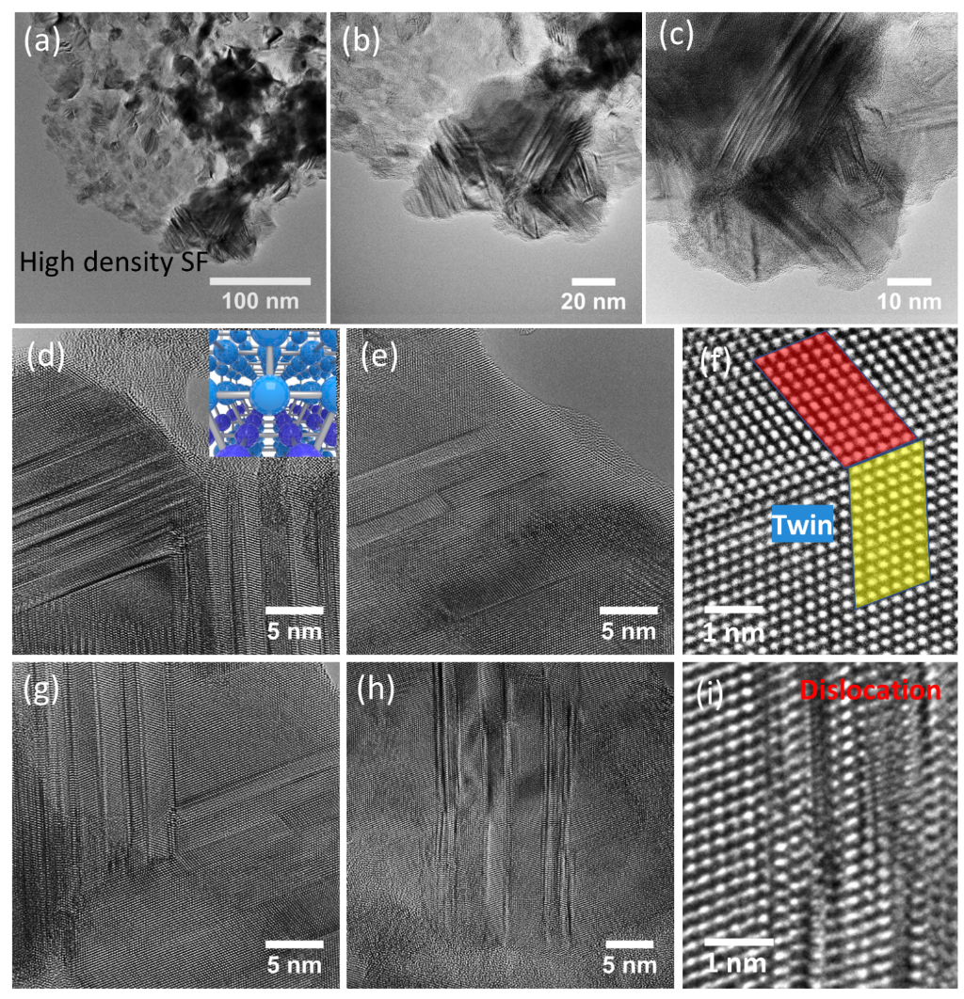 (a)
High density SF
100 nm
(b)
20 nm
(c)
10 nm
(d)
5 nm
(e)
5 nm
(f)
Twin
1 nm
(g)
5 nm
(h)
5 nm
(i)
Dislocation
1 nm